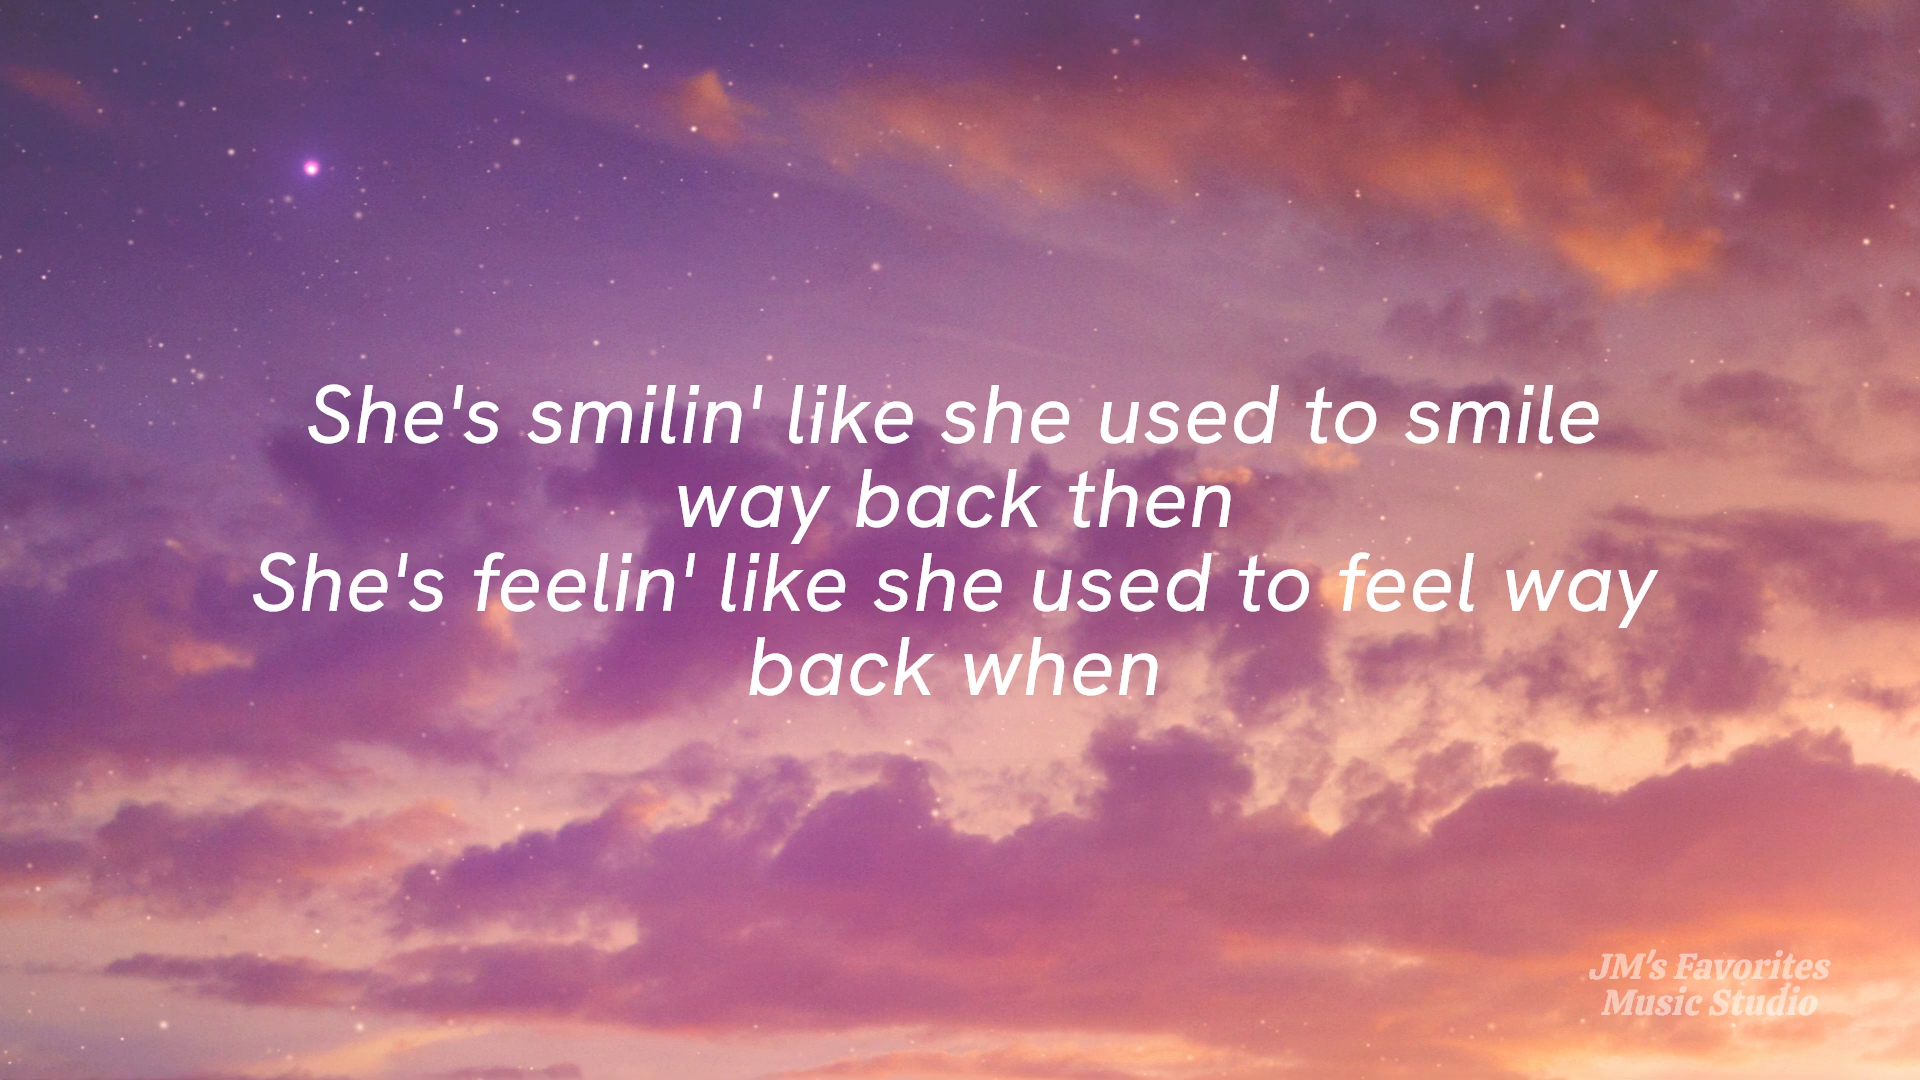 She's smilin' like she used to smile
way back then
She's feelin' like she used to feel way
back when
JM's Favorites
Music Studio